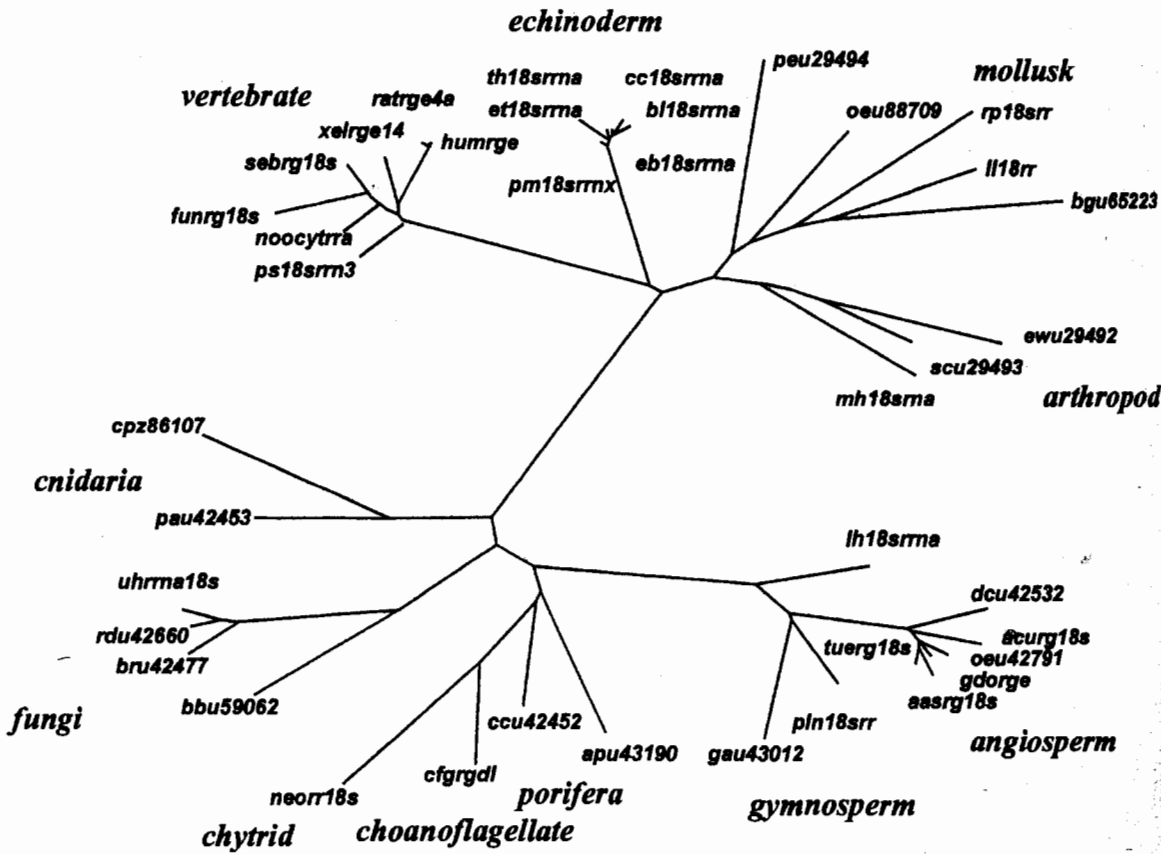 echinoderm
vertebrate
th18srrna cc18srrna
peu29494
mollusk
ratrge4a
et18srrna bl18srrna
oeu88709
rp18srr
xelrge14
humrge
sebrg18s
eb18srrna
ll18rr
pm18srrnx
bgu65223
funrg18s
noocytrra
ps18srrn3
ewu29492
scu29493
mh18srna
arthropod
cpz86107
cnidaria
pau42453
lh18srrna
uhrrna18s
dcu42532
rdu42660
acurg18s
tuerg18s
oeu42791
bru42477
gdorge
aasrg18s
bbu59062
fungi
ccu42452
pln18srr
angiosperm
apu43190
gau43012
cfgrgdl
neorr18s
porifera
gymnosperm
chytrid
choanoflagellate